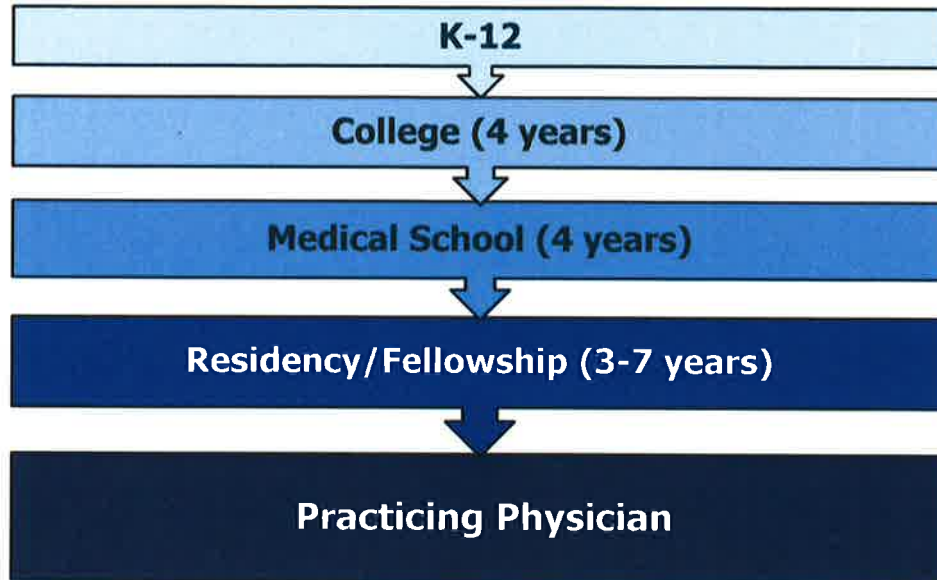 K-12
College (4 years)
Medical School (4 years)
Residency/Fellowship (3-7 years)
Practicing Physician